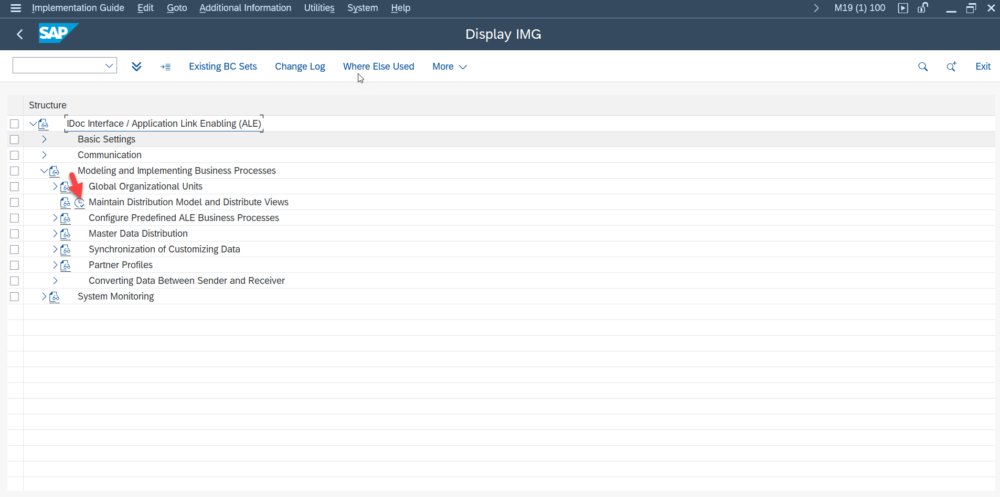 Implementation Guide Edit Goto Additional Information Utilities System Help M19 (1) 100
SAP Display IMG
Existing BC Sets Change Log Where Else Used More Exit
Structure
IDoc Interface / Application Link Enabling (ALE)
Basic Settings
Communication
Modeling and Implementing Business Processes
Global Organizational Units
Maintain Distribution Model and Distribute Views
Configure Predefined ALE Business Processes
Master Data Distribution
Synchronization of Customizing Data
Partner Profiles
Converting Data Between Sender and Receiver
System Monitoring